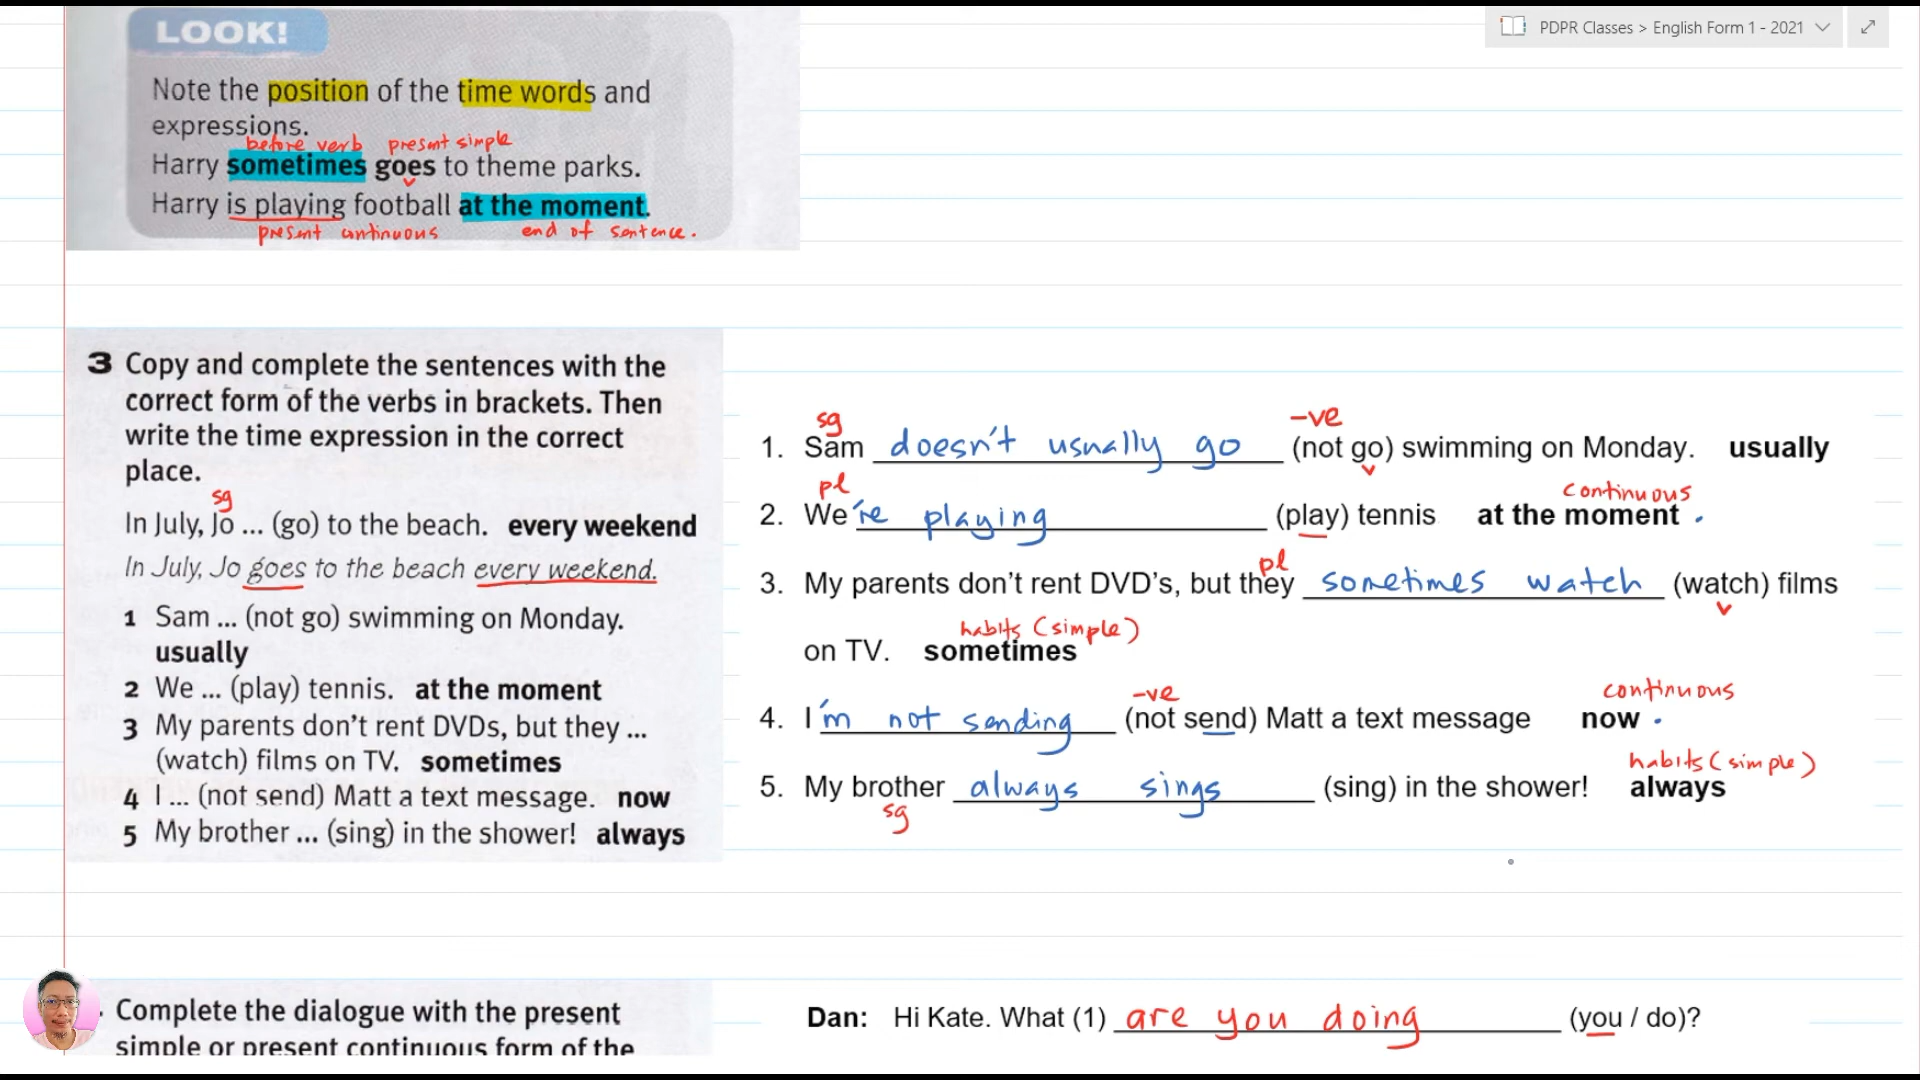 PDPR Classes > English Form 1 - 2021
LOOK!
Note the position of the time words and
expressions.
before verb present simple
Harry sometimes goes to theme parks.
v
Harry is playing football at the moment.
present continuous end of sentence.
3 Copy and complete the sentences with the
correct form of the verbs in brackets. Then
write the time expression in the correct
place.
sg
In July, Jo ... (go) to the beach. every weekend
In July, Jo goes to the beach every weekend.
1 Sam ... (not go) swimming on Monday.
usually
2 We ... (play) tennis. at the moment
3 My parents don't rent DVDs, but they ...
(watch) films on TV. sometimes
4 I ... (not send) Matt a text message. now
5 My brother ... (sing) in the shower! always
sg -ve
1. Sam doesn't usually go (not go) swimming on Monday. usually
v
pl continuous
2. We're playing (play) tennis at the moment.
pl
3. My parents don't rent DVD's, but they sometimes watch (watch) films
v
habits (simple)
on TV. sometimes
-ve continuous
4. I'm not sending (not send) Matt a text message now.
habits (simple)
5. My brother always sings (sing) in the shower! always
sg
Complete the dialogue with the present
simple or present continuous form of the
Dan: Hi Kate. What (1) are you doing (you / do)?